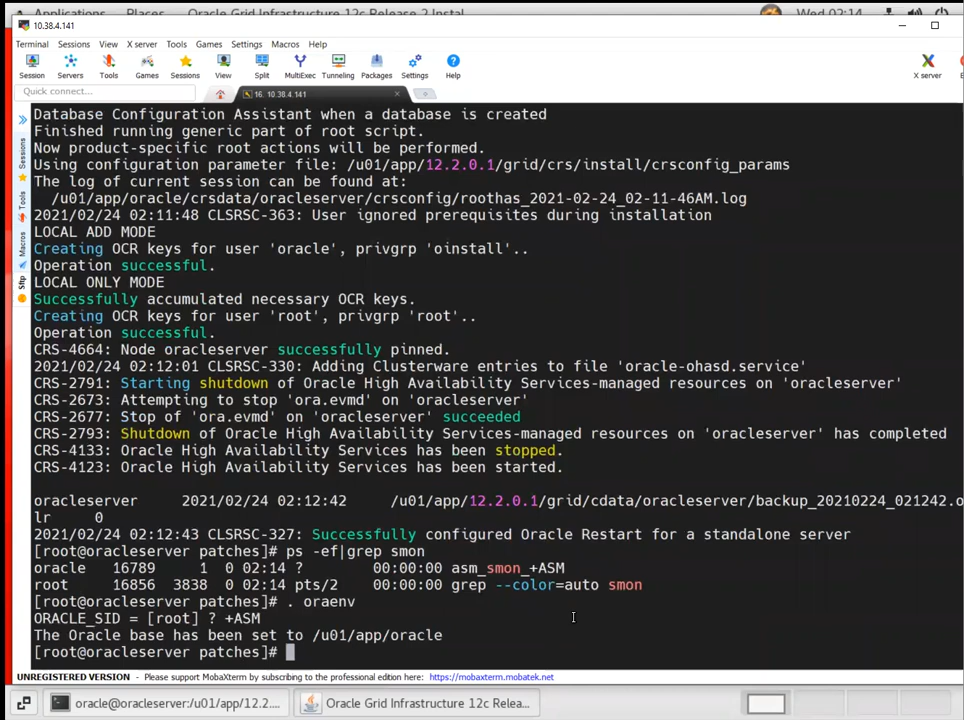 Applications Places Oracle Grid Infrastructure 12c Release 2 Instal Wed 02:14
10.38.4.141
Terminal Sessions View X server Tools Games Settings Macros Help
Session Servers Tools Games Sessions View Split MultiExec Tunneling Packages Settings Help X server
Quick connect...
16. 10.38.4.141
Sessions
Tools
Macros
Sftp
Database Configuration Assistant when a database is created
Finished running generic part of root script.
Now product-specific root actions will be performed.
Using configuration parameter file: /u01/app/12.2.0.1/grid/crs/install/crsconfig_params
The log of current session can be found at:
/u01/app/oracle/crsdata/oracleserver/crsconfig/roothas_2021-02-24_02-11-46AM.log
2021/02/24 02:11:48 CLSRSC-363: User ignored prerequisites during installation
LOCAL ADD MODE
Creating OCR keys for user 'oracle', privgrp 'oinstall'..
Operation successful.
LOCAL ONLY MODE
Successfully accumulated necessary OCR keys.
Creating OCR keys for user 'root', privgrp 'root'..
Operation successful.
CRS-4664: Node oracleserver successfully pinned.
2021/02/24 02:12:01 CLSRSC-330: Adding Clusterware entries to file 'oracle-ohasd.service'
CRS-2791: Starting shutdown of Oracle High Availability Services-managed resources on 'oracleserver'
CRS-2673: Attempting to stop 'ora.evmd' on 'oracleserver'
CRS-2677: Stop of 'ora.evmd' on 'oracleserver' succeeded
CRS-2793: Shutdown of Oracle High Availability Services-managed resources on 'oracleserver' has completed
CRS-4133: Oracle High Availability Services has been stopped.
CRS-4123: Oracle High Availability Services has been started.
oracleserver 2021/02/24 02:12:42 /u01/app/12.2.0.1/grid/cdata/oracleserver/backup_20210224_021242.o
lr 0
2021/02/24 02:12:43 CLSRSC-327: Successfully configured Oracle Restart for a standalone server
[root@oracleserver patches]# ps -ef|grep smon
oracle 16789 1 0 02:14 ? 00:00:00 asm_smon_+ASM
root 16856 3838 0 02:14 pts/2 00:00:00 grep --color=auto smon
[root@oracleserver patches]# . oraenv
ORACLE_SID = [root] ? +ASM
The Oracle base has been set to /u01/app/oracle
[root@oracleserver patches]#
UNREGISTERED VERSION - Please support MobaXterm by subscribing to the professional edition here: https://mobaxterm.mobatek.net
oracle@oracleserver:/u01/app/12.2.... Oracle Grid Infrastructure 12c Relea...